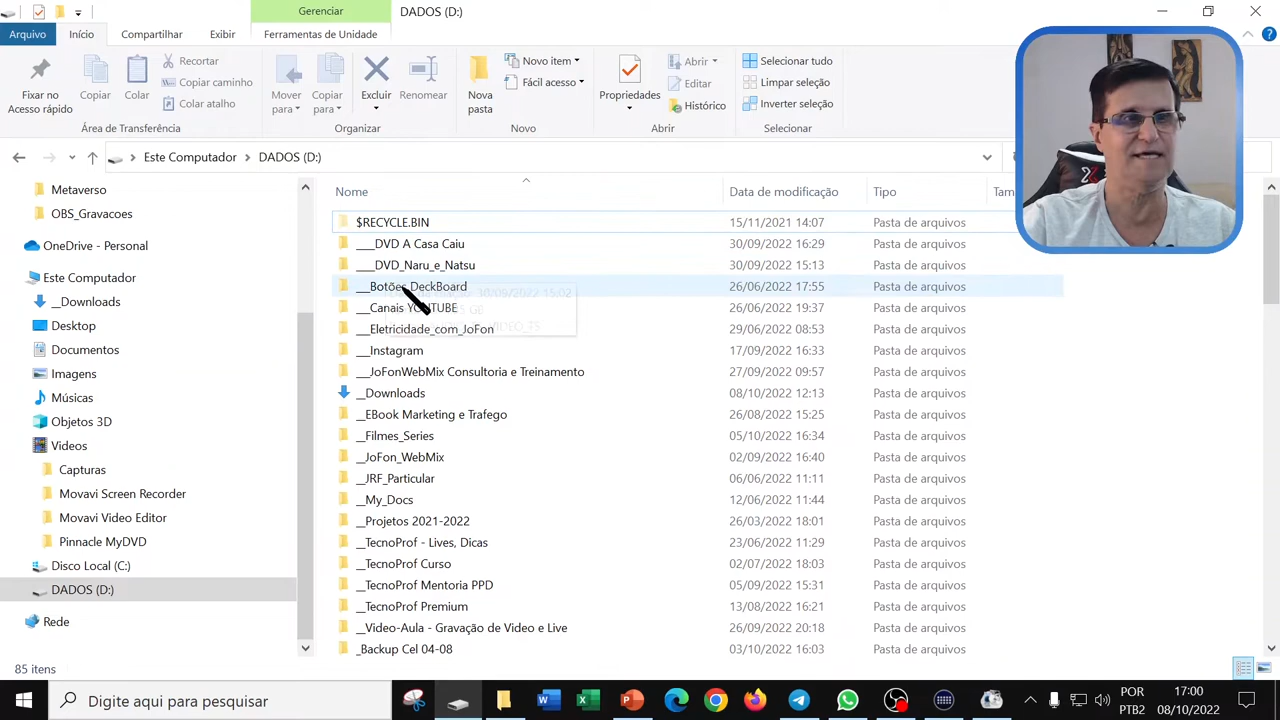 Gerenciar
DADOS (D:)
Arquivo
Início
Compartilhar
Exibir
Ferramentas de Unidade
Fixar no
Acesso rápido
Copiar
Colar
Recortar
Copiar caminho
Colar atalho
Área de Transferência
Mover
para
Copiar
para
Excluir
Renomear
Organizar
Nova
pasta
Novo item
Fácil acesso
Novo
Propriedades
Abrir
Editar
Histórico
Abrir
Selecionar tudo
Limpar seleção
Inverter seleção
Selecionar
Este Computador
DADOS (D:)
Metaverso
OBS_Gravacoes
OneDrive - Personal
Este Computador
__Downloads
Desktop
Documentos
Imagens
Músicas
Objetos 3D
Videos
Capturas
Movavi Screen Recorder
Movavi Video Editor
Pinnacle MyDVD
Disco Local (C:)
DADOS (D:)
Rede
Nome Data de modificação Tipo Tam
$RECYCLE.BIN 15/11/2021 14:07 Pasta de arquivos
___DVD A Casa Caiu 30/09/2022 16:29 Pasta de arquivos
___DVD_Naru_e_Natsu 30/09/2022 15:13 Pasta de arquivos
__Botões_DeckBoard 26/06/2022 17:55 Pasta de arquivos
__Canais YOUTUBE 26/06/2022 19:37 Pasta de arquivos
__Eletricidade_com_JoFon 29/06/2022 08:53 Pasta de arquivos
__Instagram 17/09/2022 16:33 Pasta de arquivos
__JoFonWebMix Consultoria e Treinamento 27/09/2022 09:57 Pasta de arquivos
_Downloads 08/10/2022 12:13 Pasta de arquivos
_EBook Marketing e Trafego 26/08/2022 15:25 Pasta de arquivos
_Filmes_Series 05/10/2022 16:34 Pasta de arquivos
_JoFon_WebMix 02/09/2022 16:40 Pasta de arquivos
_JRF_Particular 06/06/2022 11:11 Pasta de arquivos
_My_Docs 12/06/2022 11:44 Pasta de arquivos
_Projetos 2021-2022 26/03/2022 18:01 Pasta de arquivos
_TecnoProf - Lives, Dicas 23/06/2022 11:29 Pasta de arquivos
_TecnoProf Curso 02/07/2022 18:03 Pasta de arquivos
_TecnoProf Mentoria PPD 05/09/2022 15:31 Pasta de arquivos
_TecnoProf Premium 13/08/2022 16:21 Pasta de arquivos
_Video-Aula - Gravação de Video e Live 26/09/2022 20:18 Pasta de arquivos
_Backup Cel 04-08 03/10/2022 16:03 Pasta de arquivos
85 itens
Digite aqui para pesquisar
POR
PTB2
17:00
08/10/2022